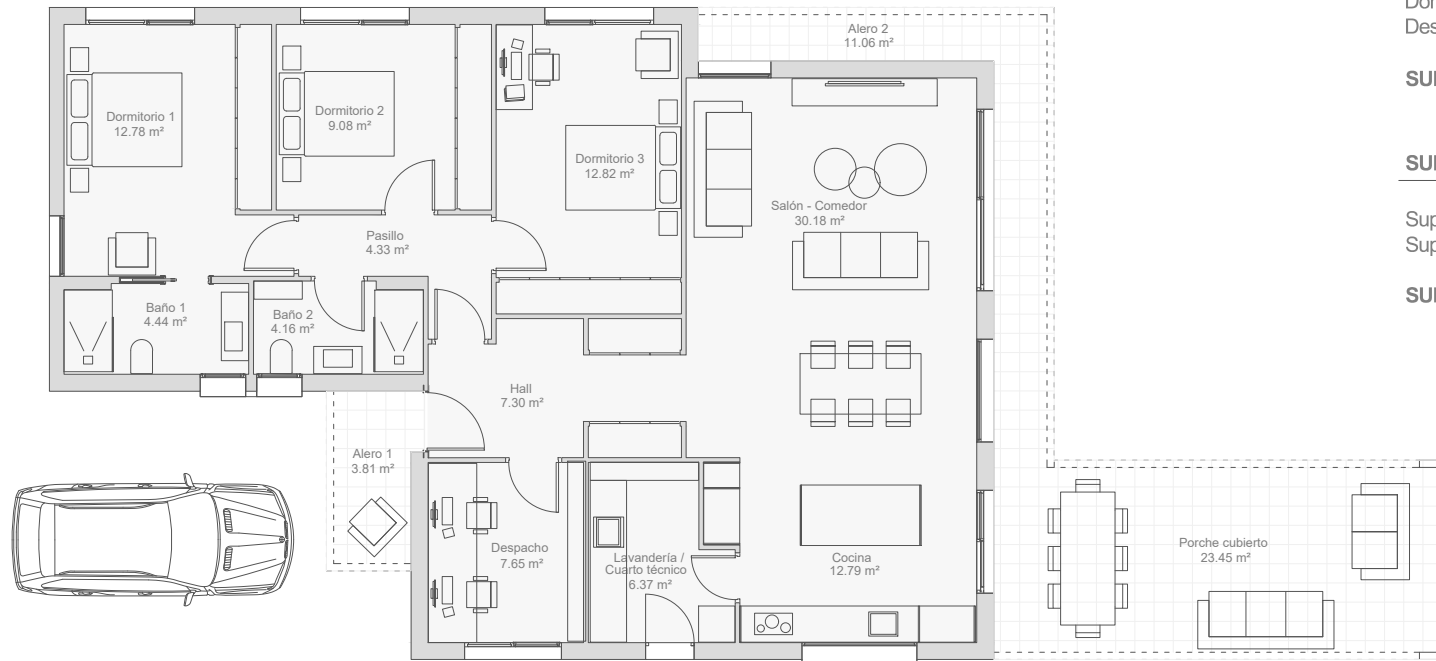 Alero 2
11.06 m²
Dormitorio 1
12.78 m²
Dormitorio 2
9.08 m²
Dormitorio 3
12.82 m²
Salón - Comedor
30.18 m²
Pasillo
4.33 m²
Baño 1
4.44 m²
Baño 2
4.16 m²
Hall
7.30 m²
Alero 1
3.81 m²
Despacho
7.65 m²
Lavandería /
Cuarto técnico
6.37 m²
Cocina
12.79 m²
Porche cubierto
23.45 m²
Des
Sup
Sup